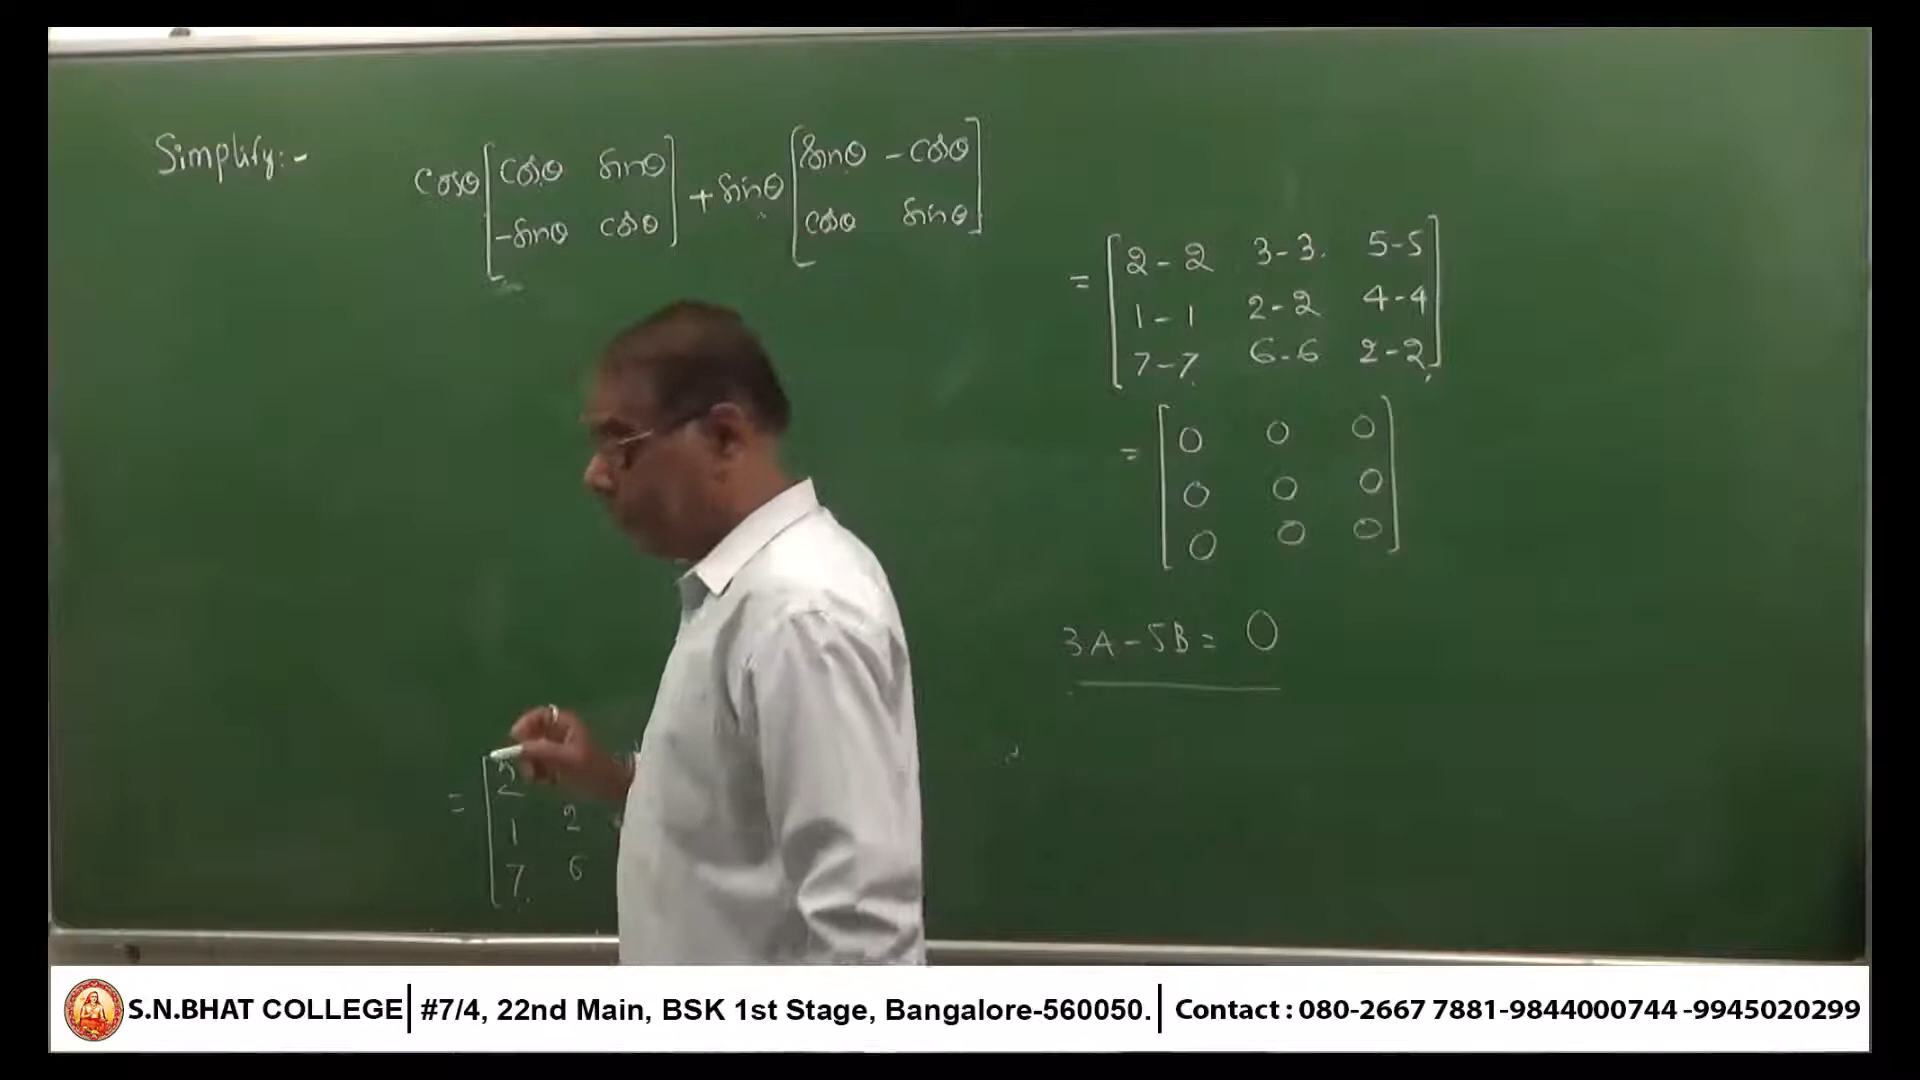 Simplify:-
cosθ [cosθ sinθ] + sinθ [sinθ -cosθ]
[-sinθ cosθ] [cosθ sinθ]
= [2-2 3-3 5-5]
[1-1 2-2 4-4]
[7-7 6-6 2-2]
= [0 0 0]
[0 0 0]
[0 0 0]
3A-5B = 0
= [2
1 2
7 6
S.N.BHAT COLLEGE | #7/4, 22nd Main, BSK 1st Stage, Bangalore-560050. | Contact : 080-2667 7881-9844000744 -9945020299